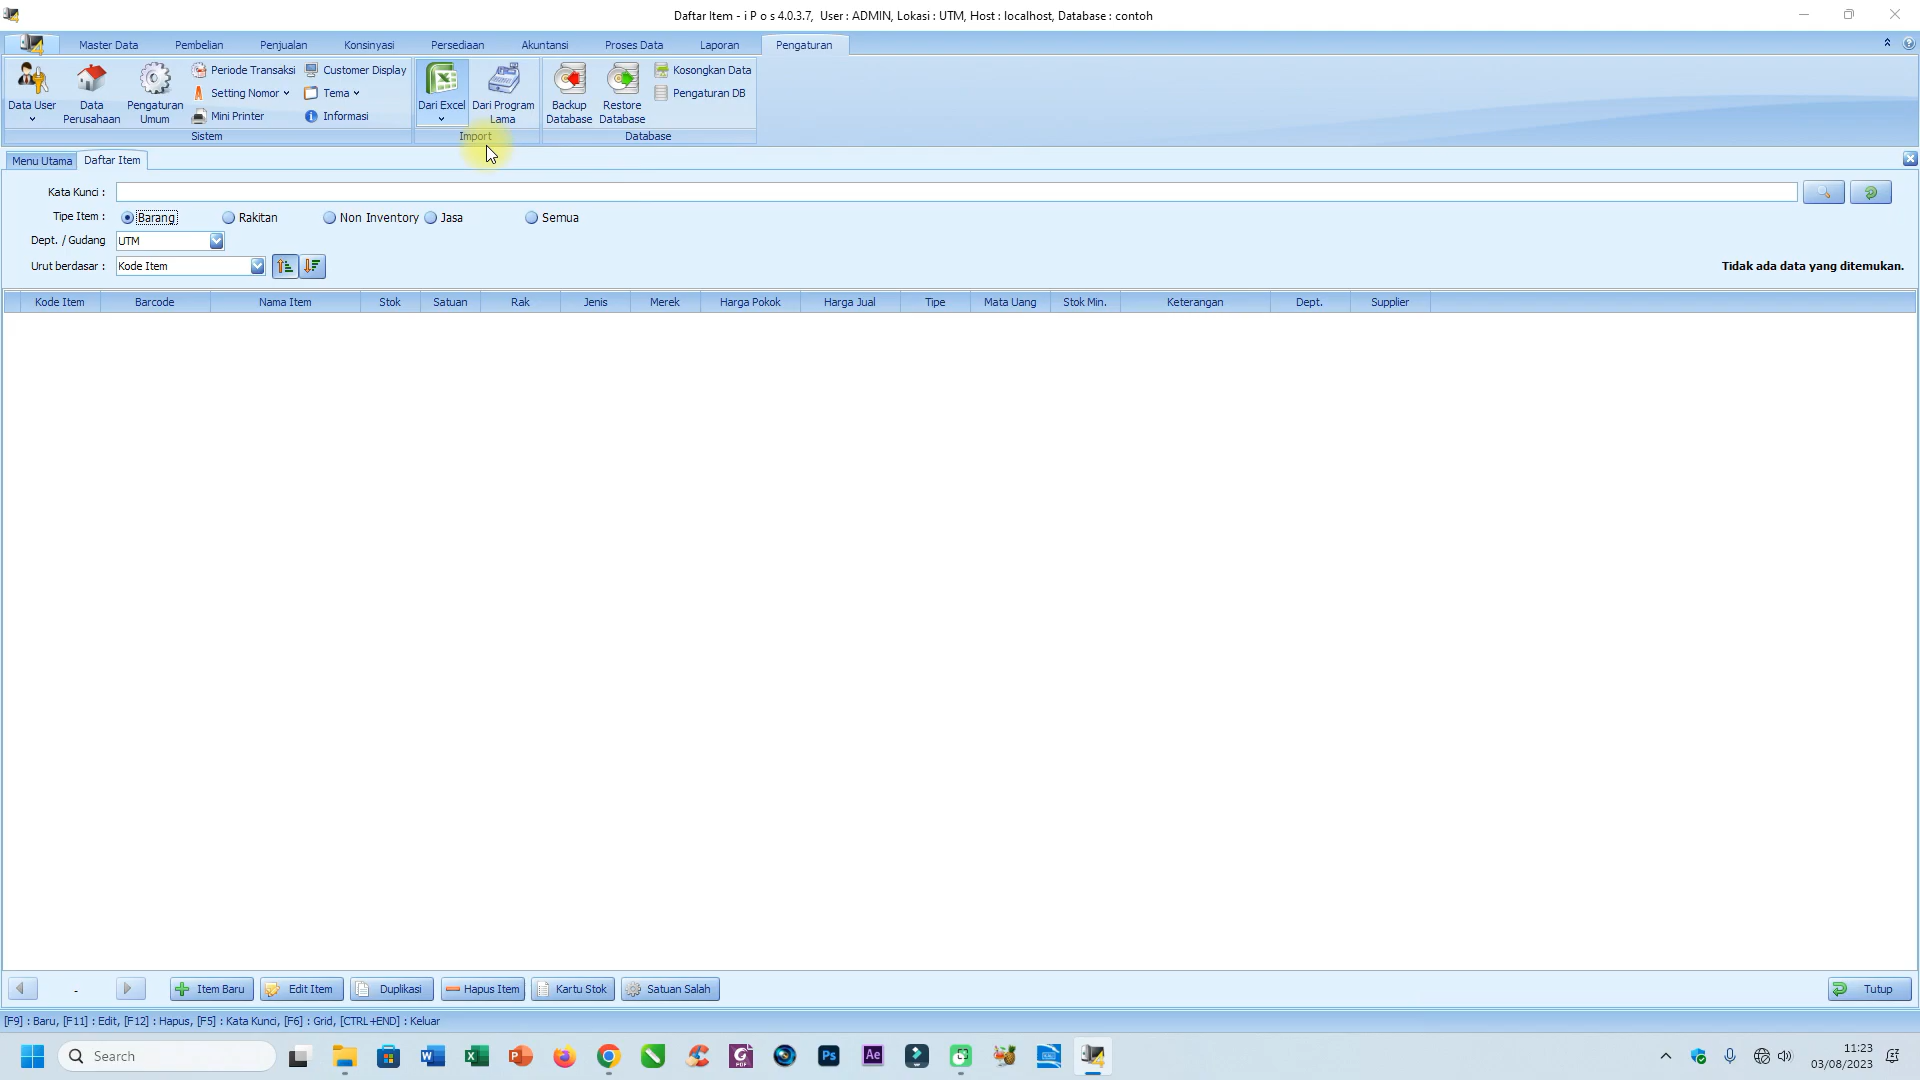 Daftar Item - i P o s 4.0.3.7, User : ADMIN, Lokasi : UTM, Host : localhost, Database : contoh
Master Data Pembelian Penjualan Konsinyasi Persediaan Akuntansi Proses Data Laporan Pengaturan
Data User
Data Perusahaan
Pengaturan Umum
Periode Transaksi
Setting Nomor
Mini Printer
Customer Display
Tema
Informasi
Sistem
Dari Excel
Dari Program Lama
Import
Backup Database
Restore Database
Kosongkan Data
Pengaturan DB
Database
Menu Utama Daftar Item
Kata Kunci :
Tipe Item : Barang Rakitan Non Inventory Jasa Semua
Dept. / Gudang UTM
Urut berdasar : Kode Item
Tidak ada data yang ditemukan.
Kode Item Barcode Nama Item Stok Satuan Rak Jenis Merek Harga Pokok Harga Jual Tipe Mata Uang Stok Min. Keterangan Dept. Supplier
- Item Baru Edit Item Duplikasi Hapus Item Kartu Stok Satuan Salah Tutup
[F9] : Baru, [F11] : Edit, [F12] : Hapus, [F5] : Kata Kunci, [F6] : Grid, [CTRL+END] : Keluar
Search
Ps
Ae
11:23
03/08/2023